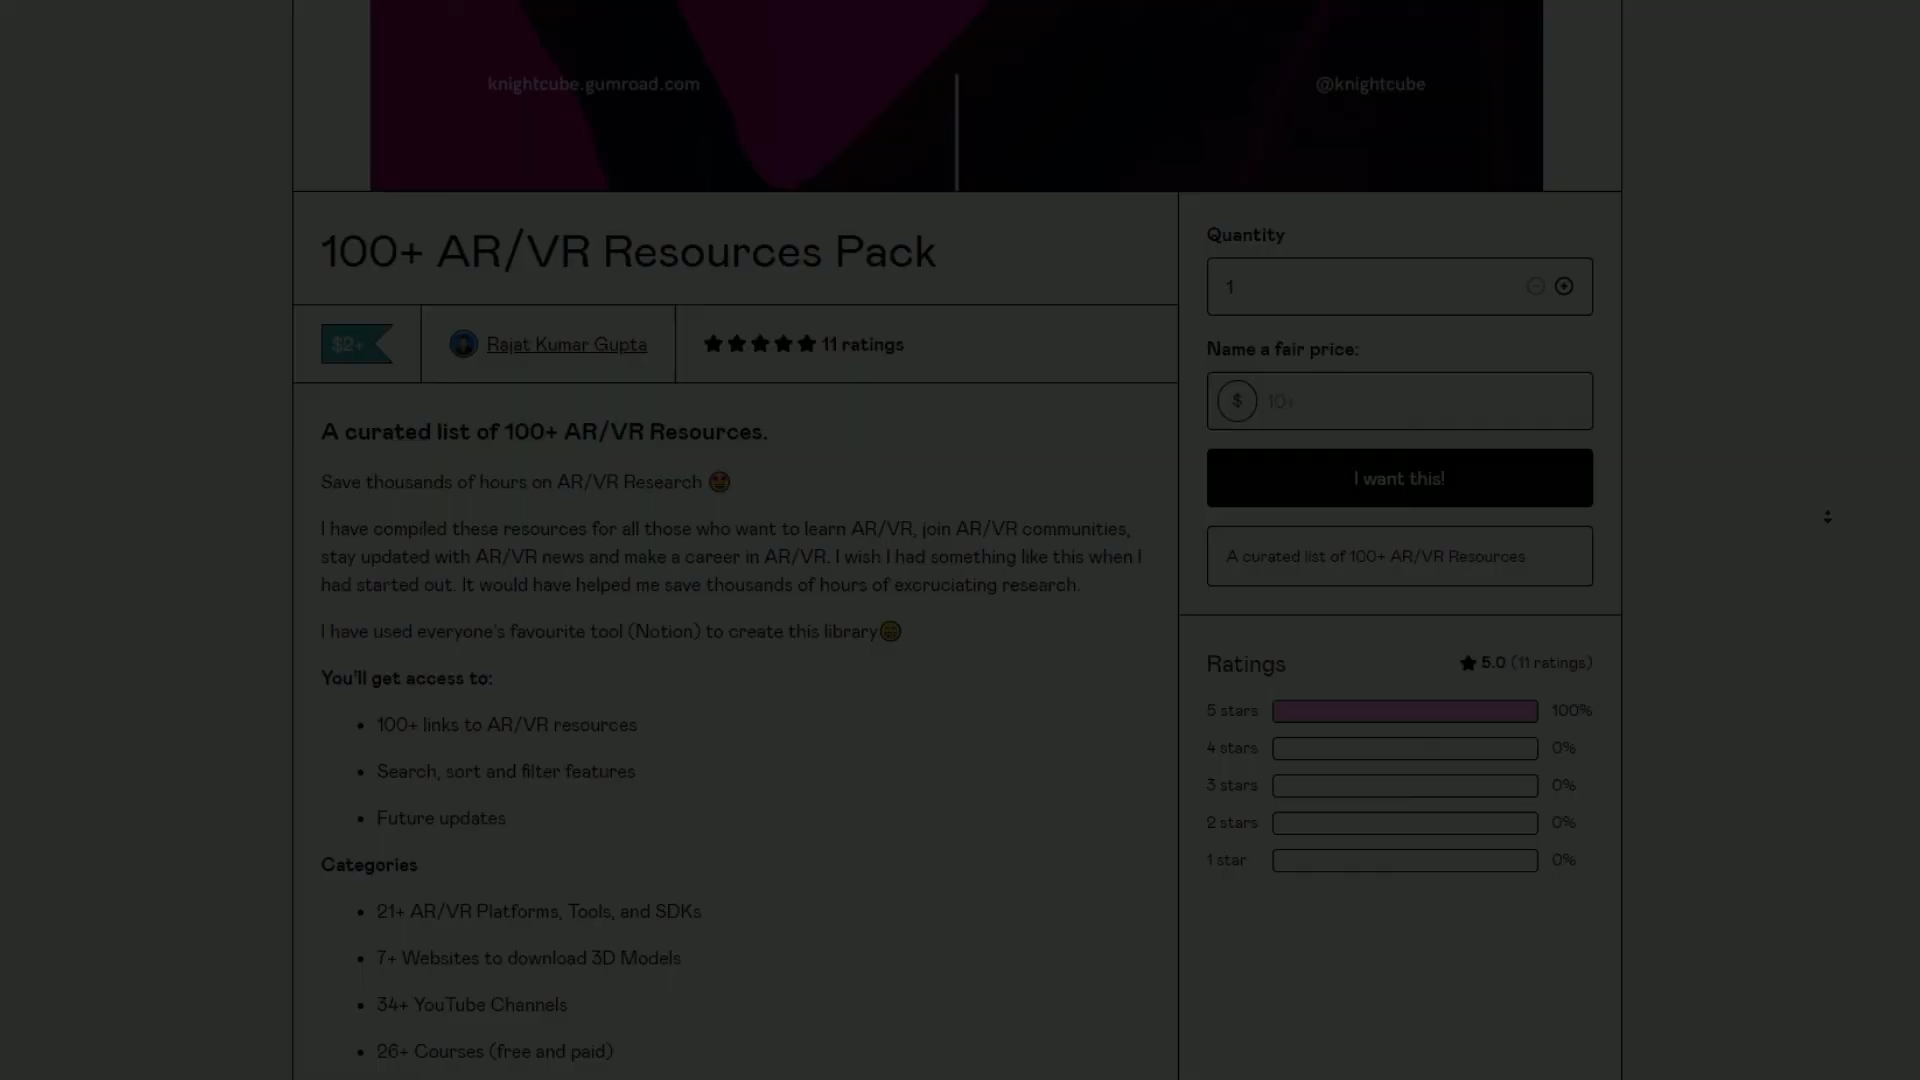 knightcube.gumroad.com
@knightcube
100+ AR/VR Resources Pack
$2+
Rajat Kumar Gupta
11 ratings
A curated list of 100+ AR/VR Resources.
Save thousands of hours on AR/VR Research
I have compiled these resources for all those who want to learn AR/VR, join AR/VR communities,
stay updated with AR/VR news and make a career in AR/VR. I wish I had something like this when I
had started out. It would have helped me save thousands of hours of excruciating research.
I have used everyone's favourite tool (Notion) to create this library
You'll get access to:
• 100+ links to AR/VR resources
• Search, sort and filter features
• Future updates
Categories
• 21+ AR/VR Platforms, Tools, and SDKs
• 7+ Websites to download 3D Models
• 34+ YouTube Channels
• 26+ Courses (free and paid)
Quantity
1
Name a fair price:
$ 10+
I want this!
A curated list of 100+ AR/VR Resources
Ratings
5.0 (11 ratings)
5 stars 100%
4 stars 0%
3 stars 0%
2 stars 0%
1 star 0%